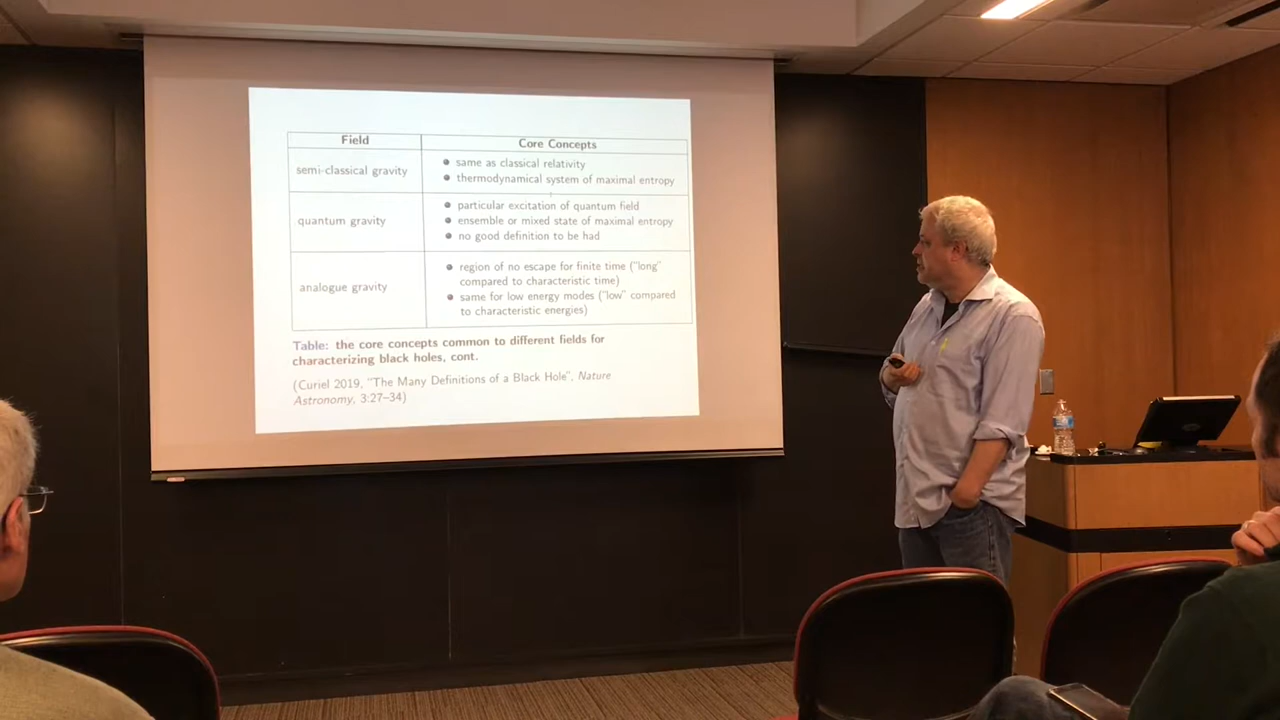 Field Core Concepts
semi-classical gravity
● same as classical relativity
● thermodynamical system of maximal entropy
quantum gravity
● particular excitation of quantum field
● ensemble or mixed state of maximal entropy
● no good definition to be had
analogue gravity
● region of no escape for finite time ("long"
compared to characteristic time)
● same for low energy modes ("low" compared
to characteristic energies)
Table: the core concepts common to different fields for
characterizing black holes, cont.
(Curiel 2019, "The Many Definitions of a Black Hole", Nature
Astronomy, 3:27–34)